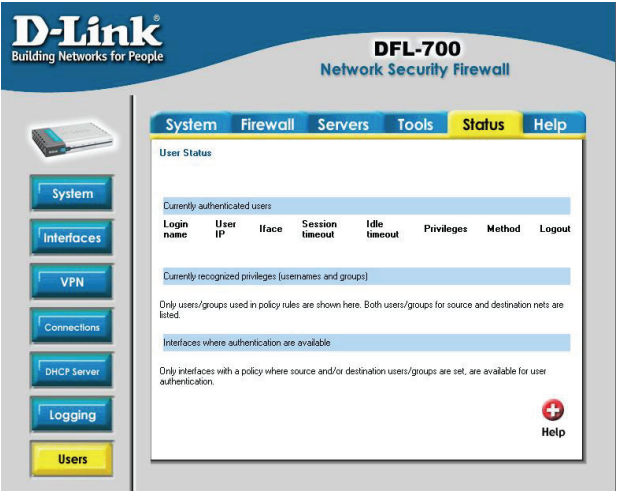 D-Link
Building Networks for People
DFL-700
Network Security Firewall
System Firewall Servers Tools Status Help
User Status
System
Interfaces
VPN
Connections
DHCP Server
Logging
Users
Currently authenticated users
Login name User IP Iface Session timeout Idle timeout Privileges Method Logout
Currently recognized privileges (usernames and groups)
Only users/groups used in policy rules are shown here. Both users/groups for source and destination nets are
listed.
Interfaces where authentication are available
Only interfaces with a policy where source and/or destination users/groups are set, are available for user
authentication.
Help